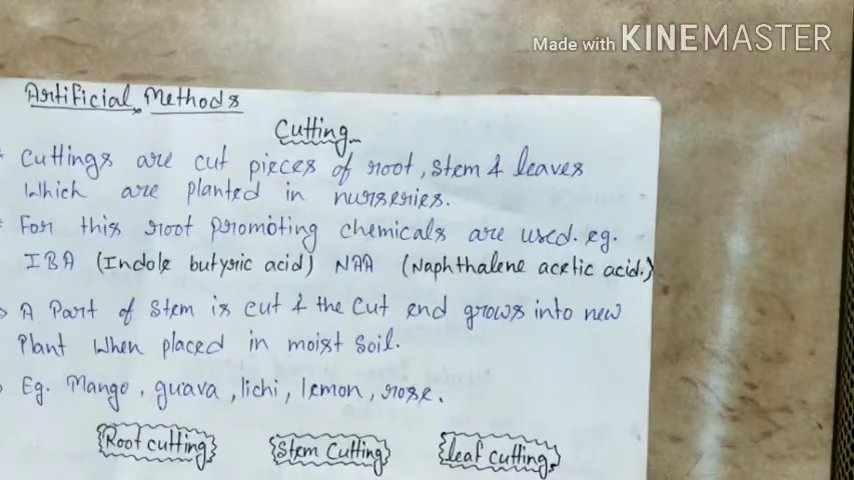 Made with KINEMASTER
Artificial Methods
Cutting
Cuttings are cut pieces of root, stem & leaves
which are planted in nurseries.
For this root promoting chemicals are used. eg.
IBA (Indole butyric acid) NAA (Naphthalene acetic acid.)
A Part of Stem is cut & the cut end grows into new
Plant when placed in moist soil.
Eg. Mango, guava, lichi, lemon, rose.
Root cutting Stem Cutting leaf cutting